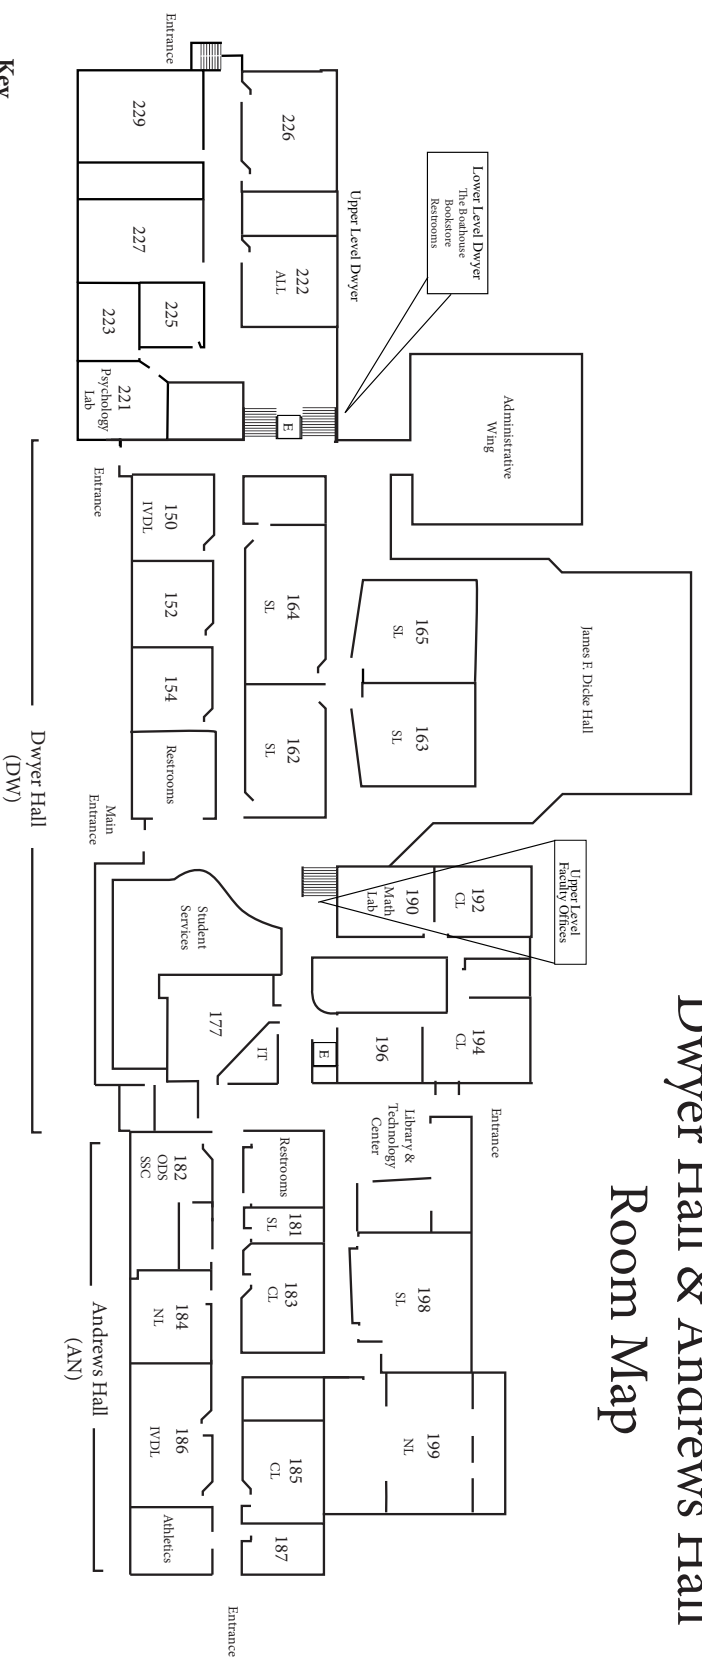 Dwyer Hall & Andrews Hall
Room Map
Lower Level Dwyer
The Boathouse
Bookstore
Restrooms
Upper Level Dwyer
Administrative
Wing
James F. Dicke Hall
Upper Level
Faculty Offices
Entrance
226
222
ALL
229
227
225
223
221
Psychology
Lab
E
Entrance
165
SL
163
SL
164
SL
162
SL
150
IVDL
152
154
Restrooms
Main
Entrance
192
CL
190
Math
Lab
194
CL
196
E
Student
Services
177
IT
Entrance
Library &
Technology
Center
198
SL
199
NL
Restrooms
181
SL
183
CL
185
CL
187
182
ODS
SSC
184
NL
186
IVDL
Athletics
Entrance
Dwyer Hall
(DW)
Andrews Hall
(AN)
Key